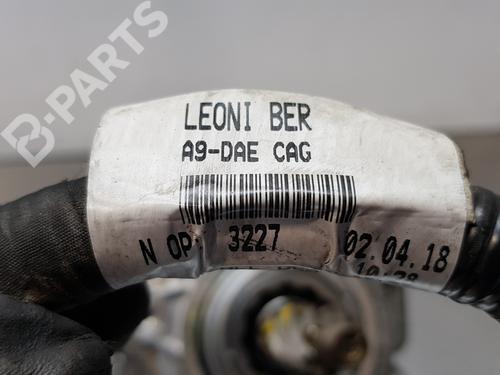 B-PARTS
LEONI BER
A9-DAE CAG
N OP 3227 02.04.18